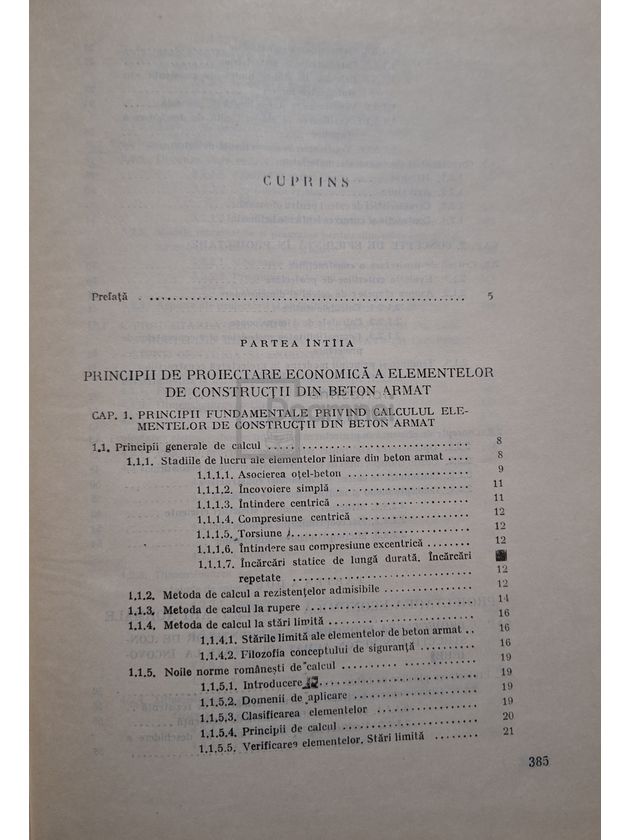 CUPRINS
Prefață . . . . . . . . . . . . . . . . . . . . 5
PARTEA ÎNTÎIA
PRINCIPII DE PROIECTARE ECONOMICĂ A ELEMENTELOR
DE CONSTRUCȚII DIN BETON ARMAT
CAP. 1. PRINCIPII FUNDAMENTALE PRIVIND CALCULUL ELE-
MENTELOR DE CONSTRUCȚII DIN BETON ARMAT
1.1. Principii generale de calcul . . . . . . . . . . 8
1.1.1. Stadiile de lucru ale elementelor liniare din beton armat . . . . 8
1.1.1.1. Asocierea oțel-beton . . . . . . . . . . 9
1.1.1.2. Încovoiere simplă . . . . . . . . . . 11
1.1.1.3. Întindere centrică . . . . . . . . . . 11
1.1.1.4. Compresiune centrică . . . . . . . . . . 12
1.1.1.5. Torsiune . . . . . . . . . . 12
1.1.1.6. Întindere sau compresiune excentrică . . . . . . . 12
1.1.1.7. Încărcări statice de lungă durată. Încărcări
repetate . . . . . . . . . . 12
1.1.2. Metoda de calcul a rezistențelor admisibile . . . . . . . . . . 12
1.1.3. Metoda de calcul la rupere . . . . . . . . . . 14
1.1.4. Metoda de calcul la stări limită . . . . . . . . . . 16
1.1.4.1. Stările limită ale elementelor de beton armat . . 16
1.1.4.2. Filozofia conceptului de siguranță . . . . . . . . 16
1.1.5. Noile norme românești de calcul . . . . . . . . . . 19
1.1.5.1. Introducere . . . . . . . . . . 19
1.1.5.2. Domenii de aplicare . . . . . . . . . . 19
1.1.5.3. Clasificarea elementelor . . . . . . . . . . 19
1.1.5.4. Principii de calcul . . . . . . . . . . 20
1.1.5.5. Verificarea elementelor. Stări limită . . . . . . . . 21
385